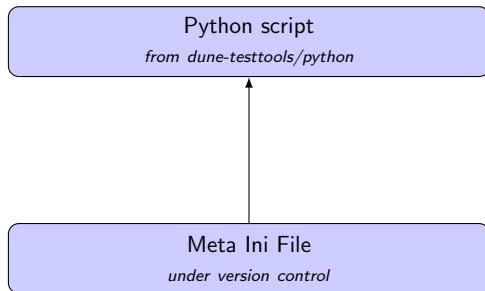 Python script
from dune-testtools/python
Meta Ini File
under version control